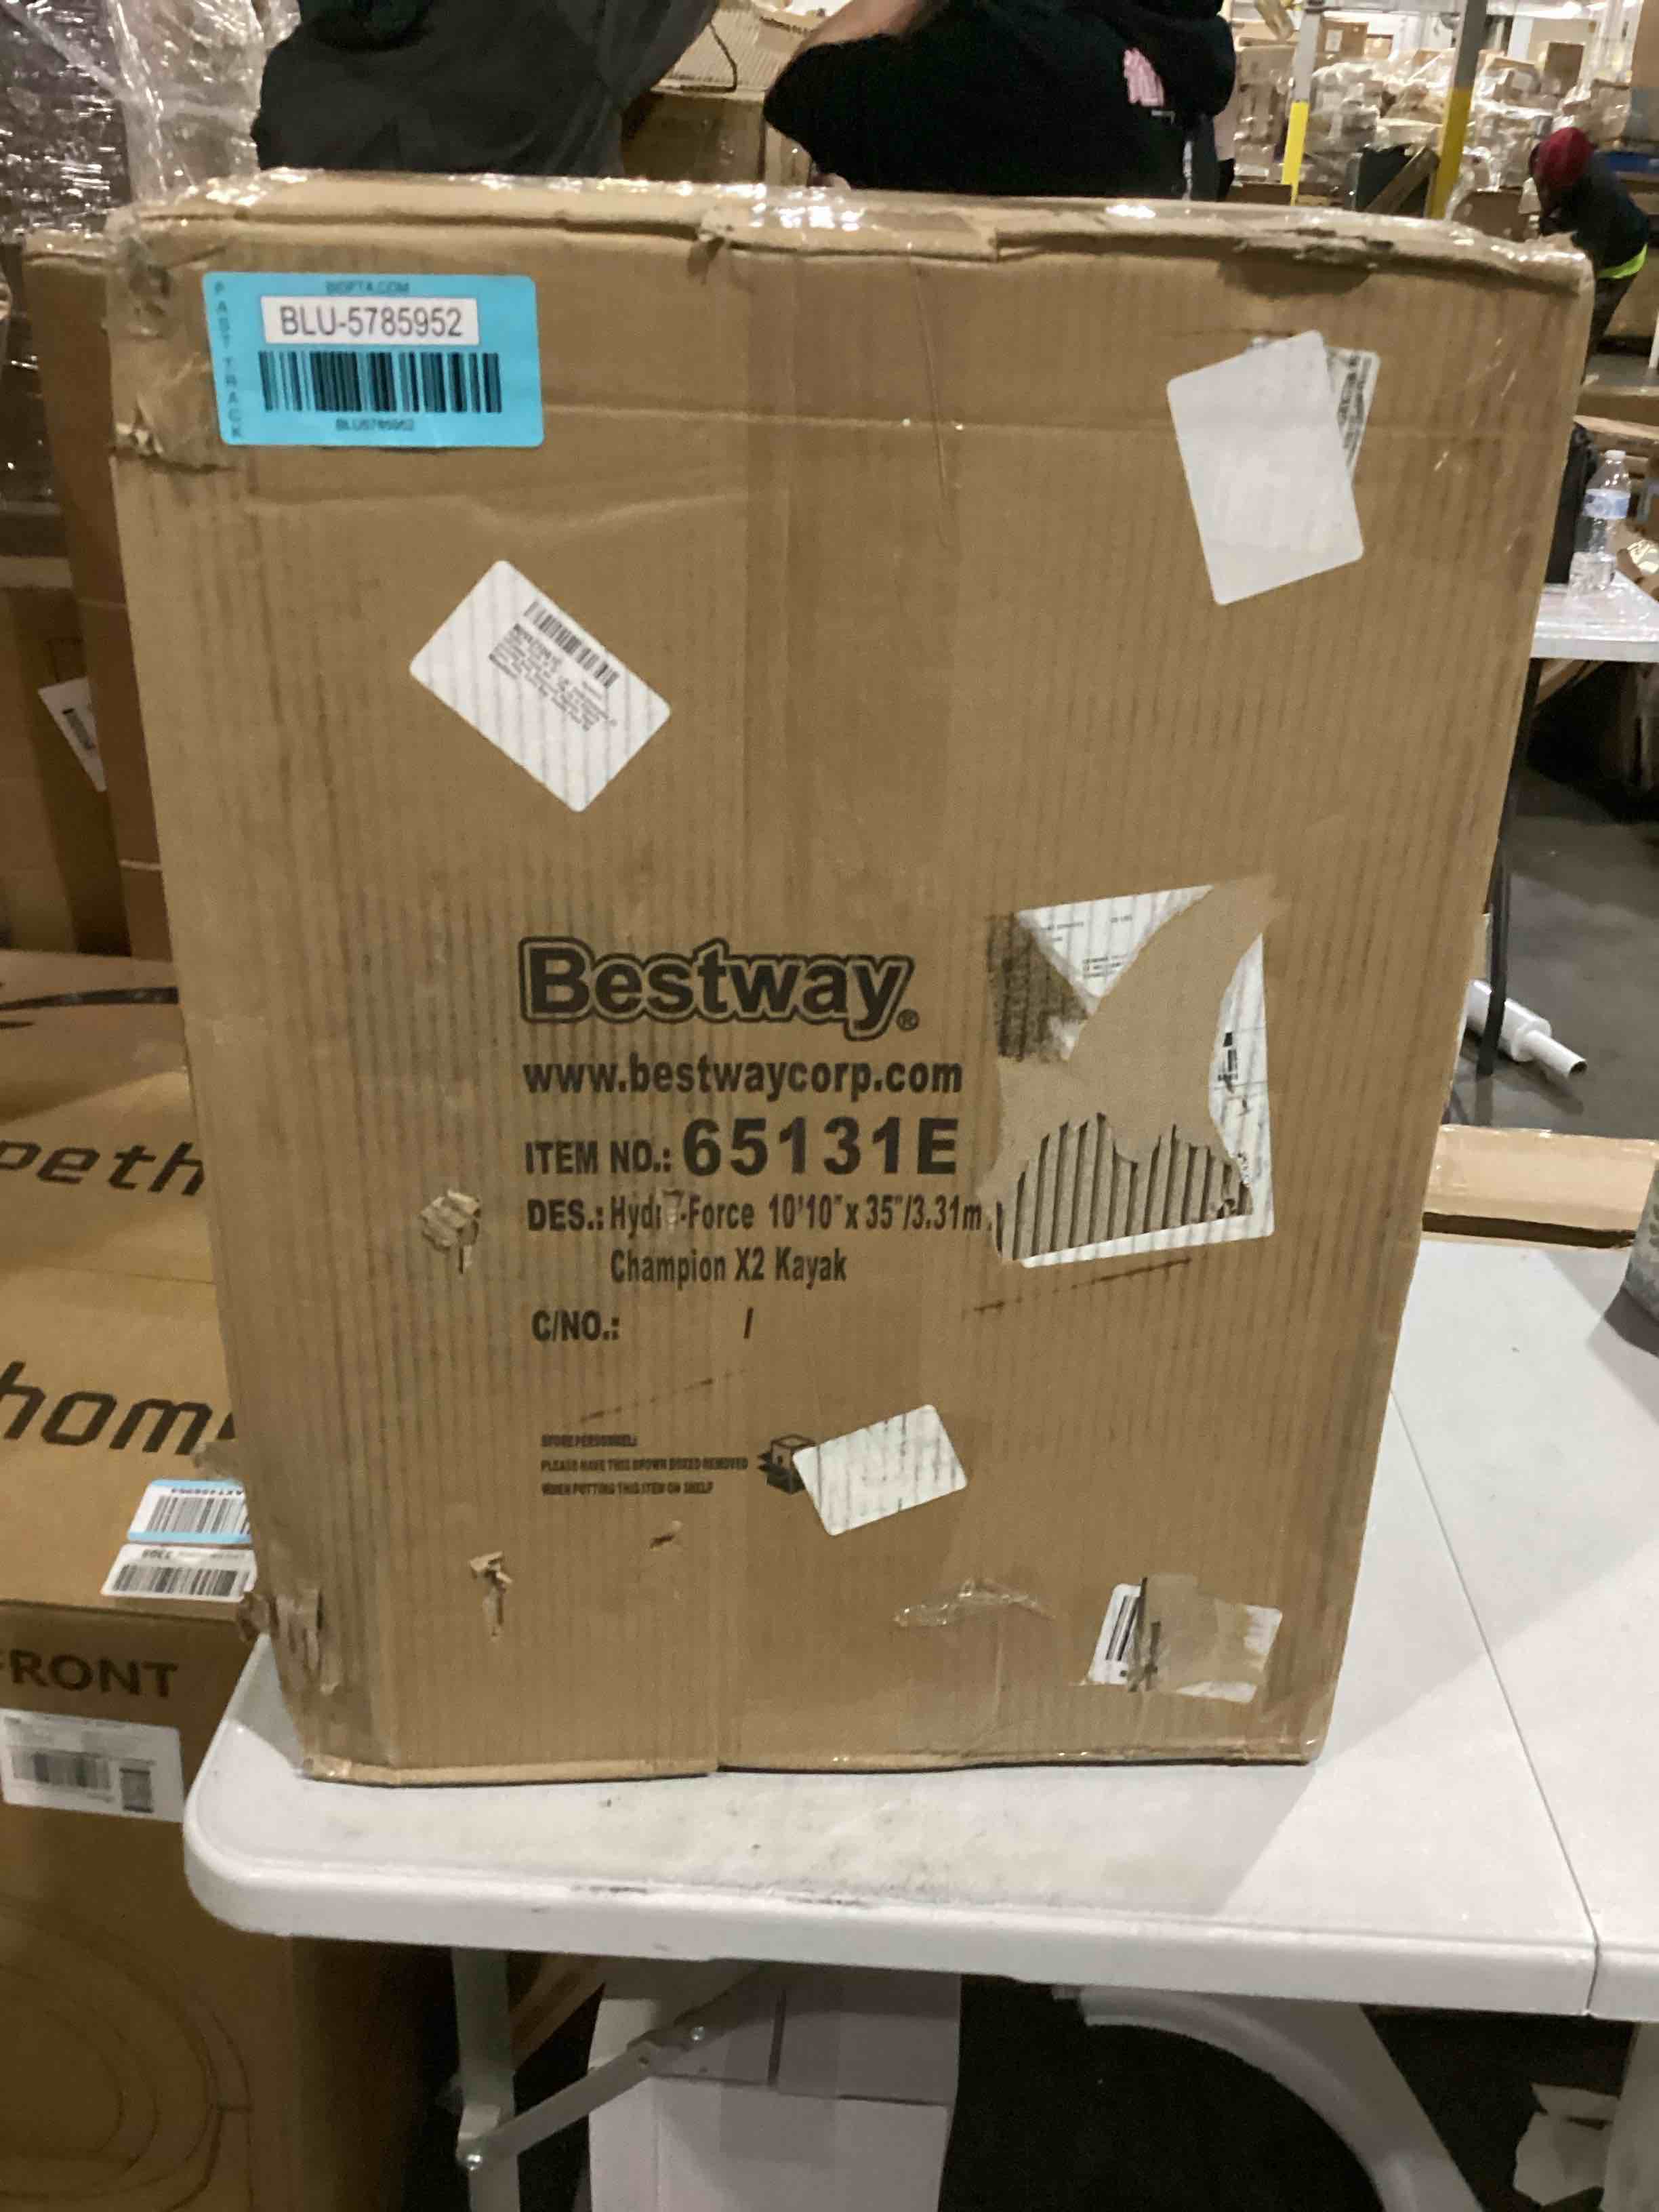 BIDFTA.COM
FAST TRACK
BLU-5785952
BLU5785952
Bestway®
www.bestwaycorp.com
ITEM NO.: 65131E
DES.: Hydr -Force 10'10" x 35"/3.31m
Champion X2 Kayak
C/NO.: /
STORE PERSONNEL:
PLEASE HAVE THIS BROWN BOXED REMOVED
WHEN PUTTING THIS ITEM ON SHELF
peth
hom
FRONT